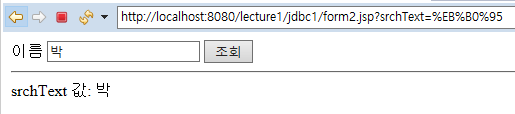 http://localhost:8080/lecture1/jdbc1/form2.jsp?srchText=%EB%B0%95
이름 박 조회
srchText 값: 박